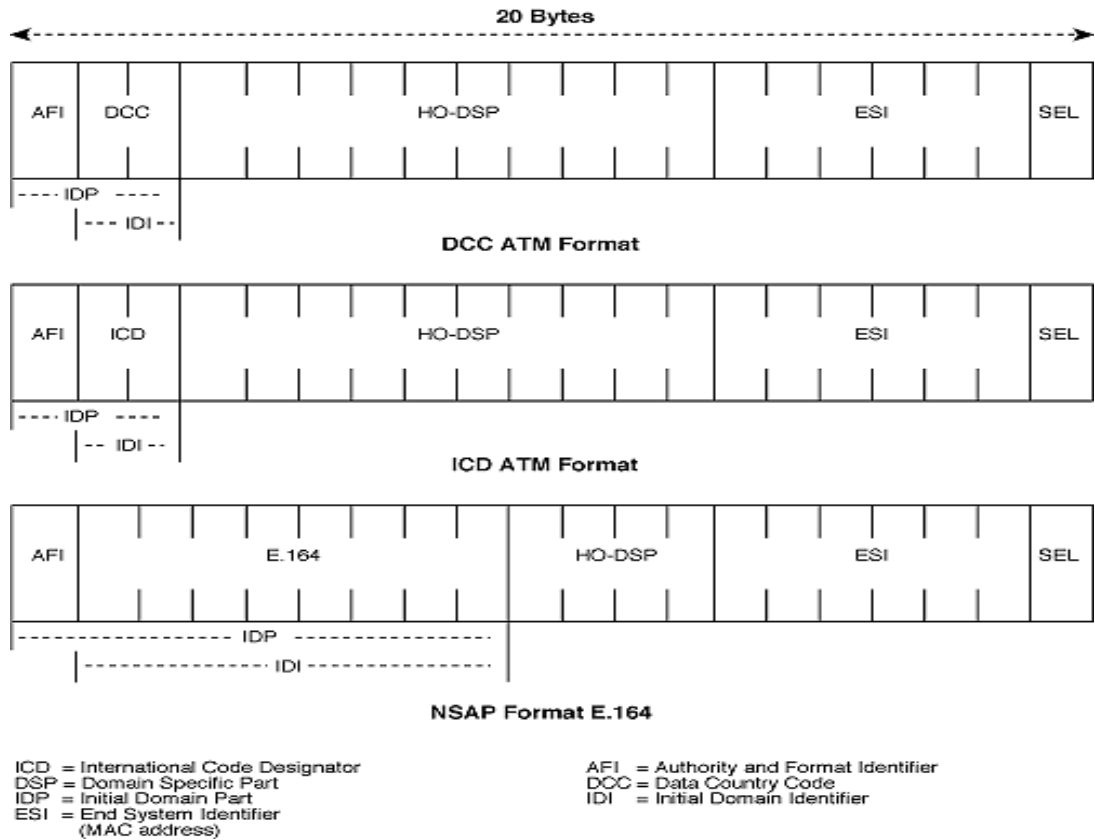 20 Bytes
AFI DCC HO-DSP ESI SEL
IDP
IDI
DCC ATM Format
AFI ICD HO-DSP ESI SEL
IDP
IDI
ICD ATM Format
AFI E.164 HO-DSP ESI SEL
IDP
IDI
NSAP Format E.164
ICD = International Code Designator
DSP = Domain Specific Part
IDP = Initial Domain Part
ESI = End System Identifier
(MAC address)
AFI = Authority and Format Identifier
DCC = Data Country Code
IDI = Initial Domain Identifier